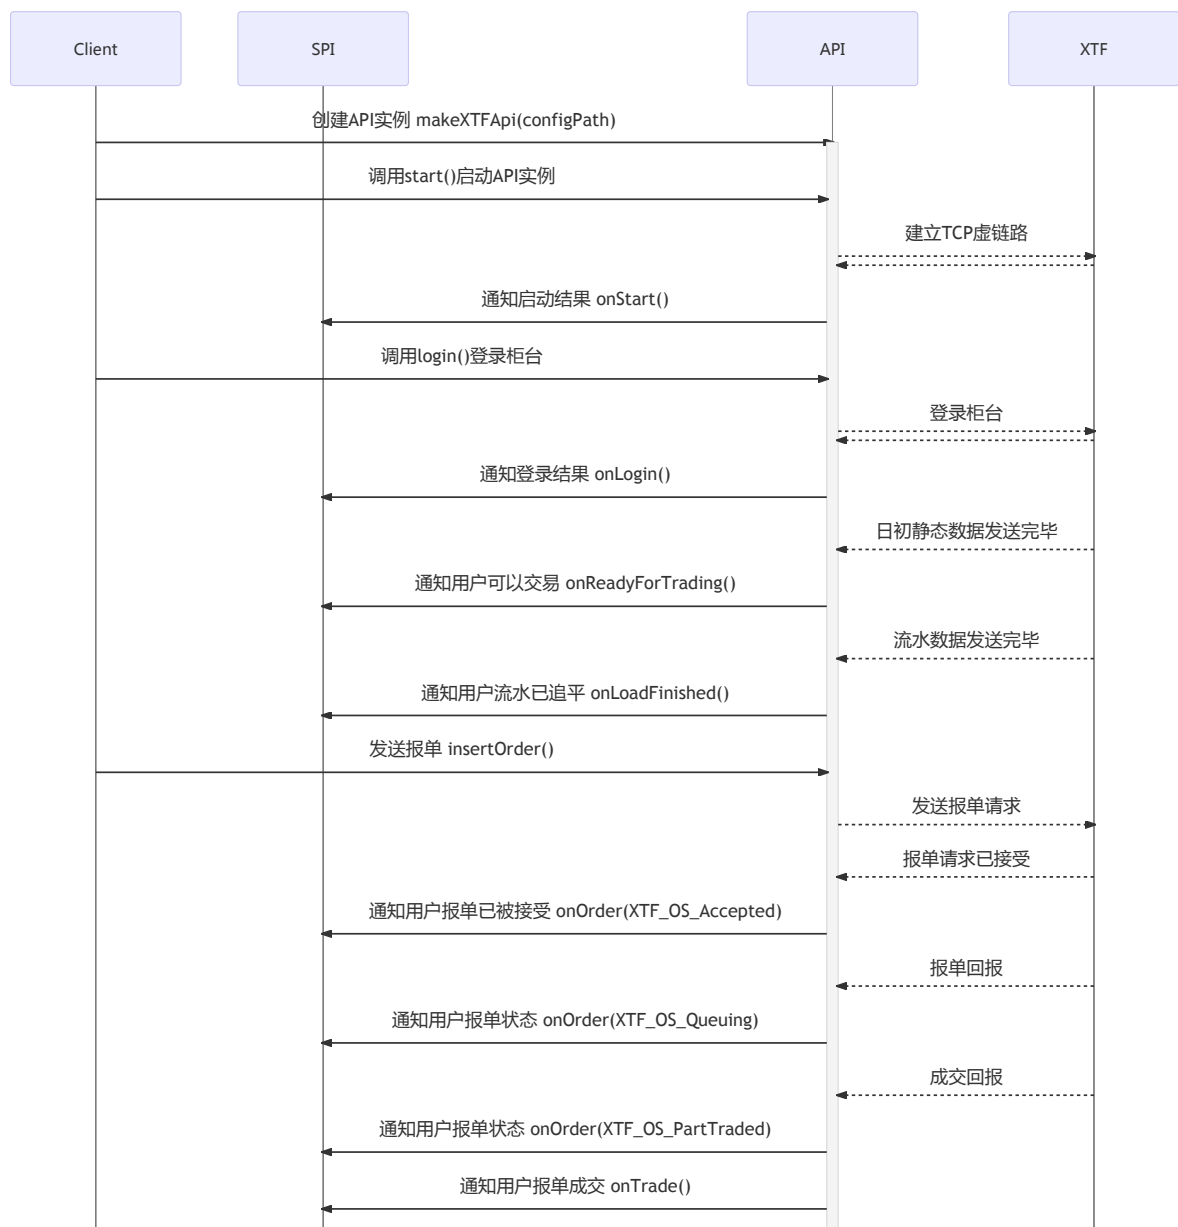 Client
SPI
API
XTF
创建API实例 makeXTFApi(configPath)
调用start()启动API实例
建立TCP虚链路
通知启动结果 onStart()
调用login()登录柜台
登录柜台
通知登录结果 onLogin()
日初静态数据发送完毕
通知用户可以交易 onReadyForTrading()
流水数据发送完毕
通知用户流水已追平 onLoadFinished()
发送报单 insertOrder()
发送报单请求
报单请求已接受
通知用户报单已被接受 onOrder(XTF_OS_Accepted)
报单回报
通知用户报单状态 onOrder(XTF_OS_Queuing)
成交回报
通知用户报单状态 onOrder(XTF_OS_PartTraded)
通知用户报单成交 onTrade()